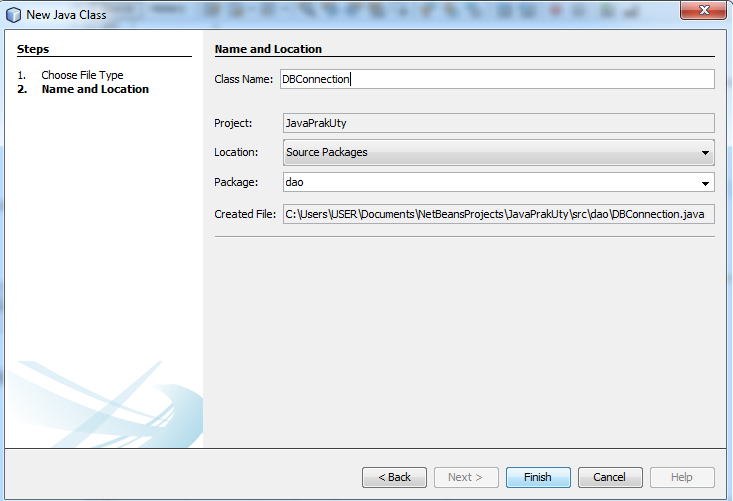 New Java Class
Steps
1. Choose File Type
2. Name and Location
Name and Location
Class Name: DBConnection
Project: JavaPrakUty
Location: Source Packages
Package: dao
Created File: C:\Users\USER\Documents\NetBeansProjects\JavaPrakUty\src\dao\DBConnection.java
< Back Next > Finish Cancel Help